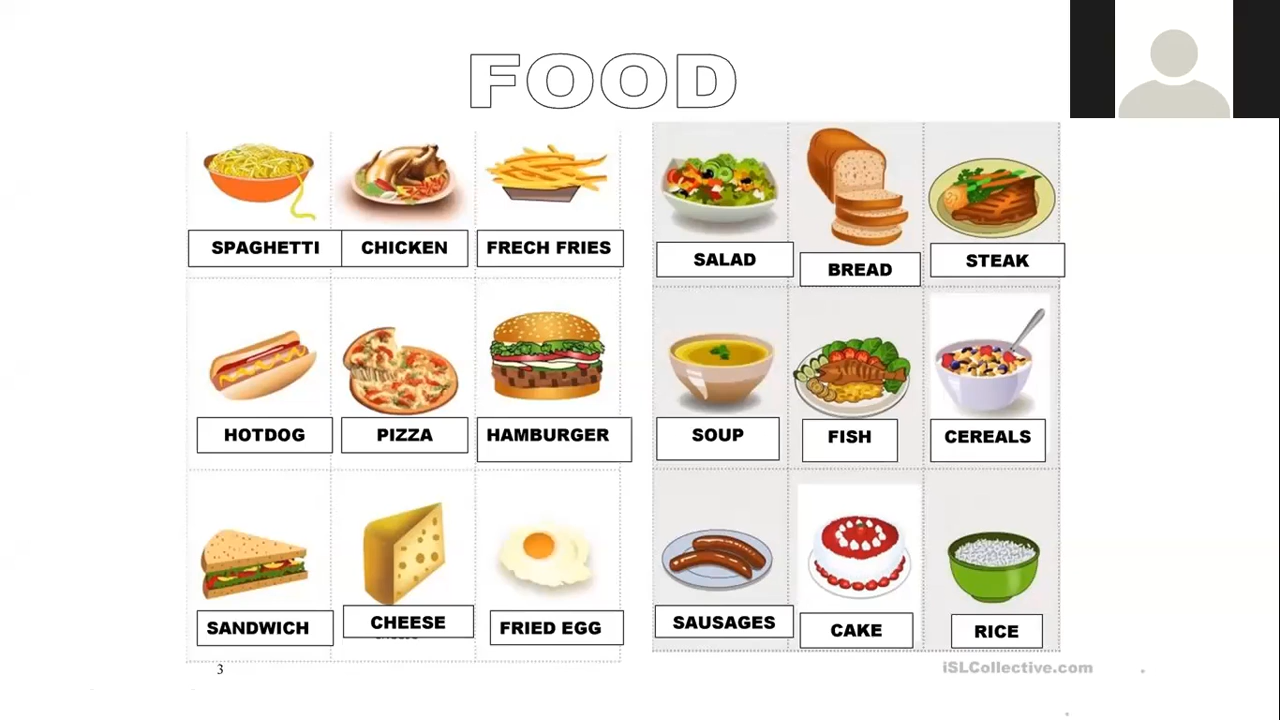 FOOD
SPAGHETTI
CHICKEN
FRECH FRIES
SALAD
BREAD
STEAK
HOTDOG
PIZZA
HAMBURGER
SOUP
FISH
CEREALS
SANDWICH
CHEESE
FRIED EGG
SAUSAGES
CAKE
RICE
3
iSLCollective.com